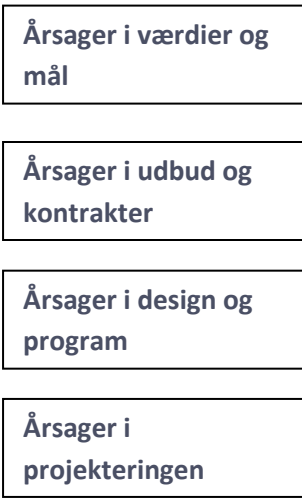 Årsager i værdier og
mål
Årsager i udbud og
kontrakter
Årsager i design og
program
Årsager i
projekteringen